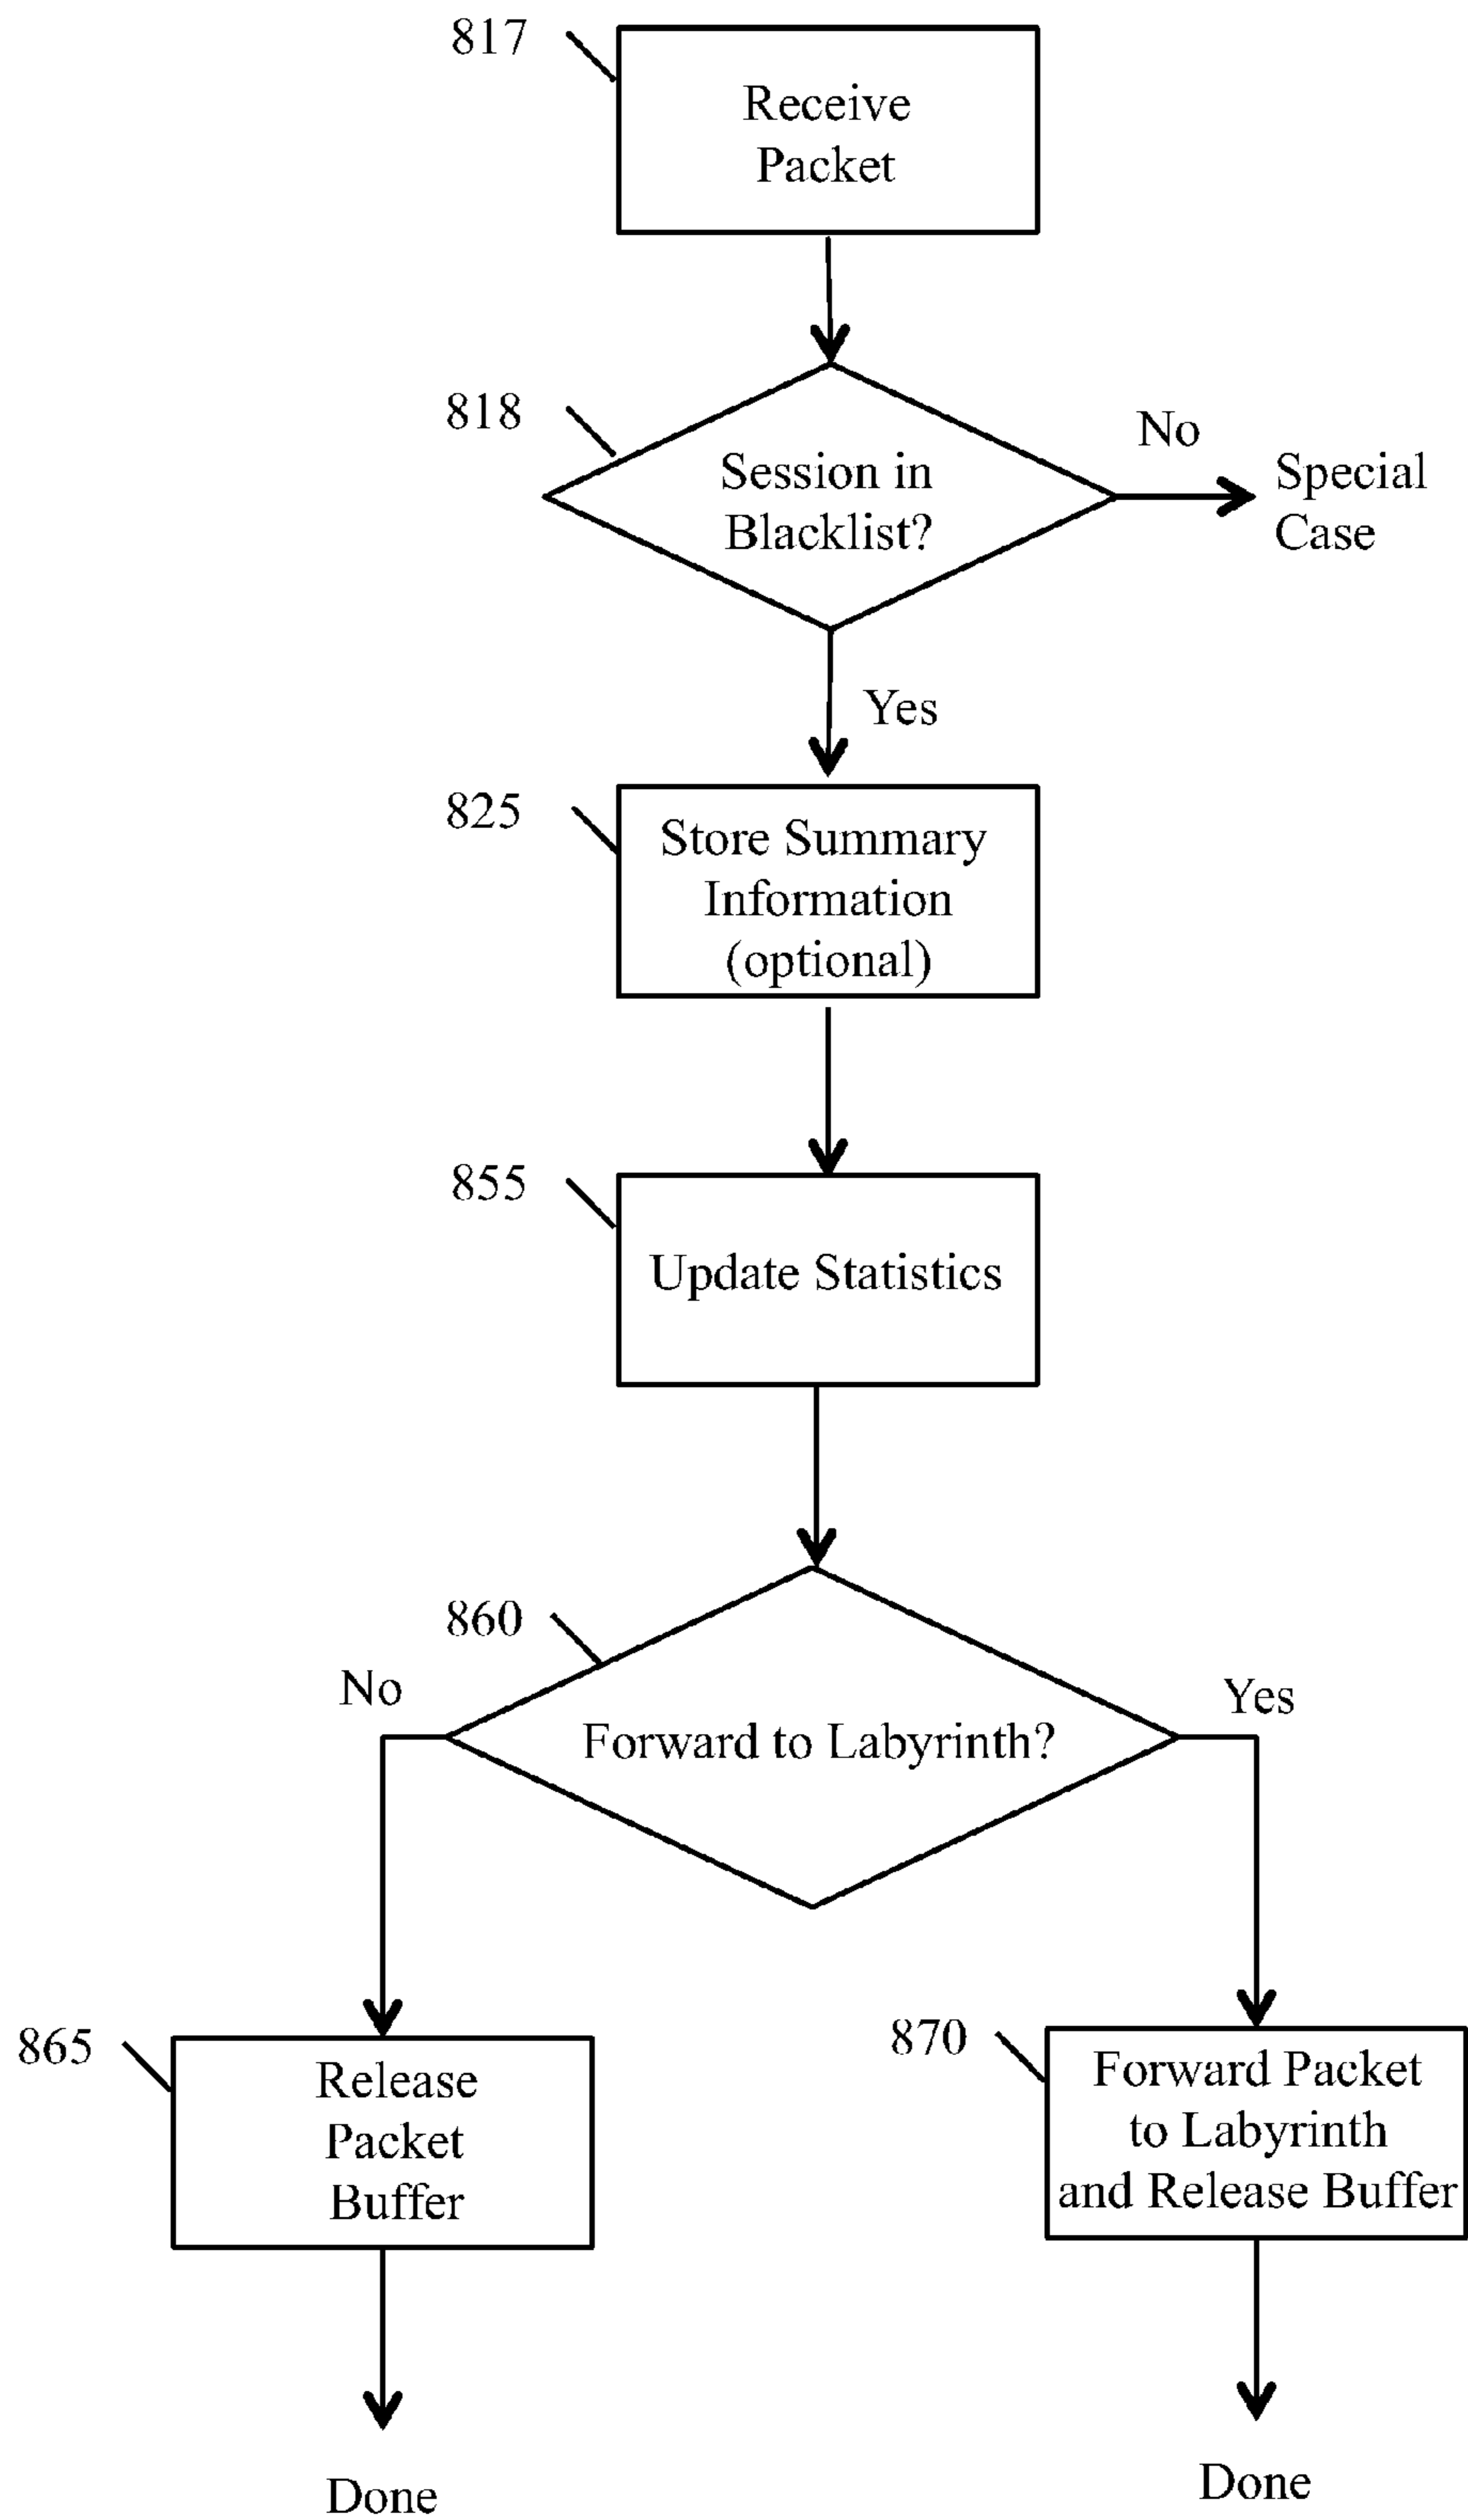 817
Receive
Packet
818
Session in
Blacklist?
No
Special
Case
Yes
825
Store Summary
Information
(optional)
855
Update Statistics
860
No
Forward to Labyrinth?
Yes
865
Release
Packet
Buffer
870
Forward Packet
to Labyrinth
and Release Buffer
Done
Done